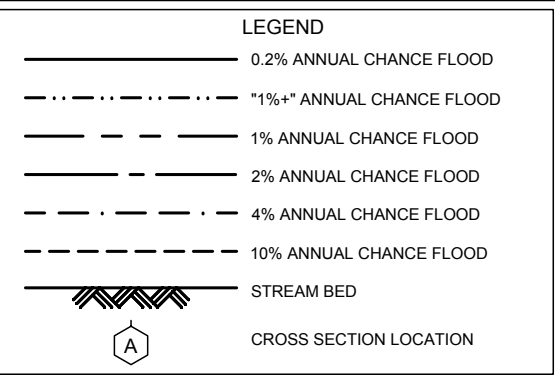 LEGEND
0.2% ANNUAL CHANCE FLOOD
"1%+" ANNUAL CHANCE FLOOD
1% ANNUAL CHANCE FLOOD
2% ANNUAL CHANCE FLOOD
4% ANNUAL CHANCE FLOOD
10% ANNUAL CHANCE FLOOD
STREAM BED
A CROSS SECTION LOCATION